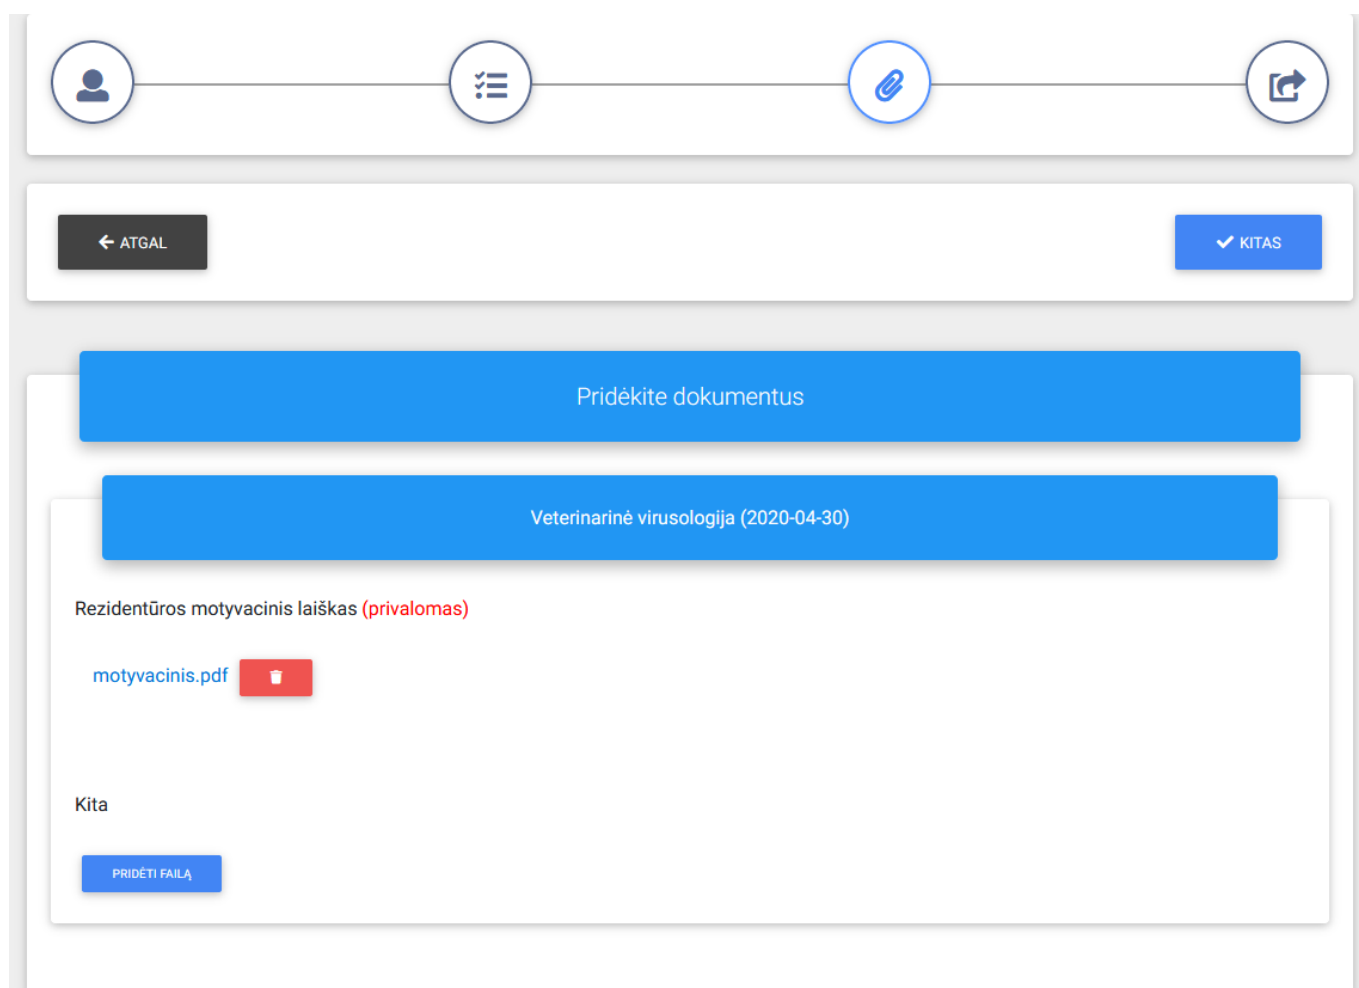 ATGAL
KITAS
Pridėkite dokumentus
Veterinarinė virusologija (2020-04-30)
Rezidentūros motyvacinis laiškas (privalomas)
motyvacinis.pdf
Kita
PRIDĖTI FAILĄ